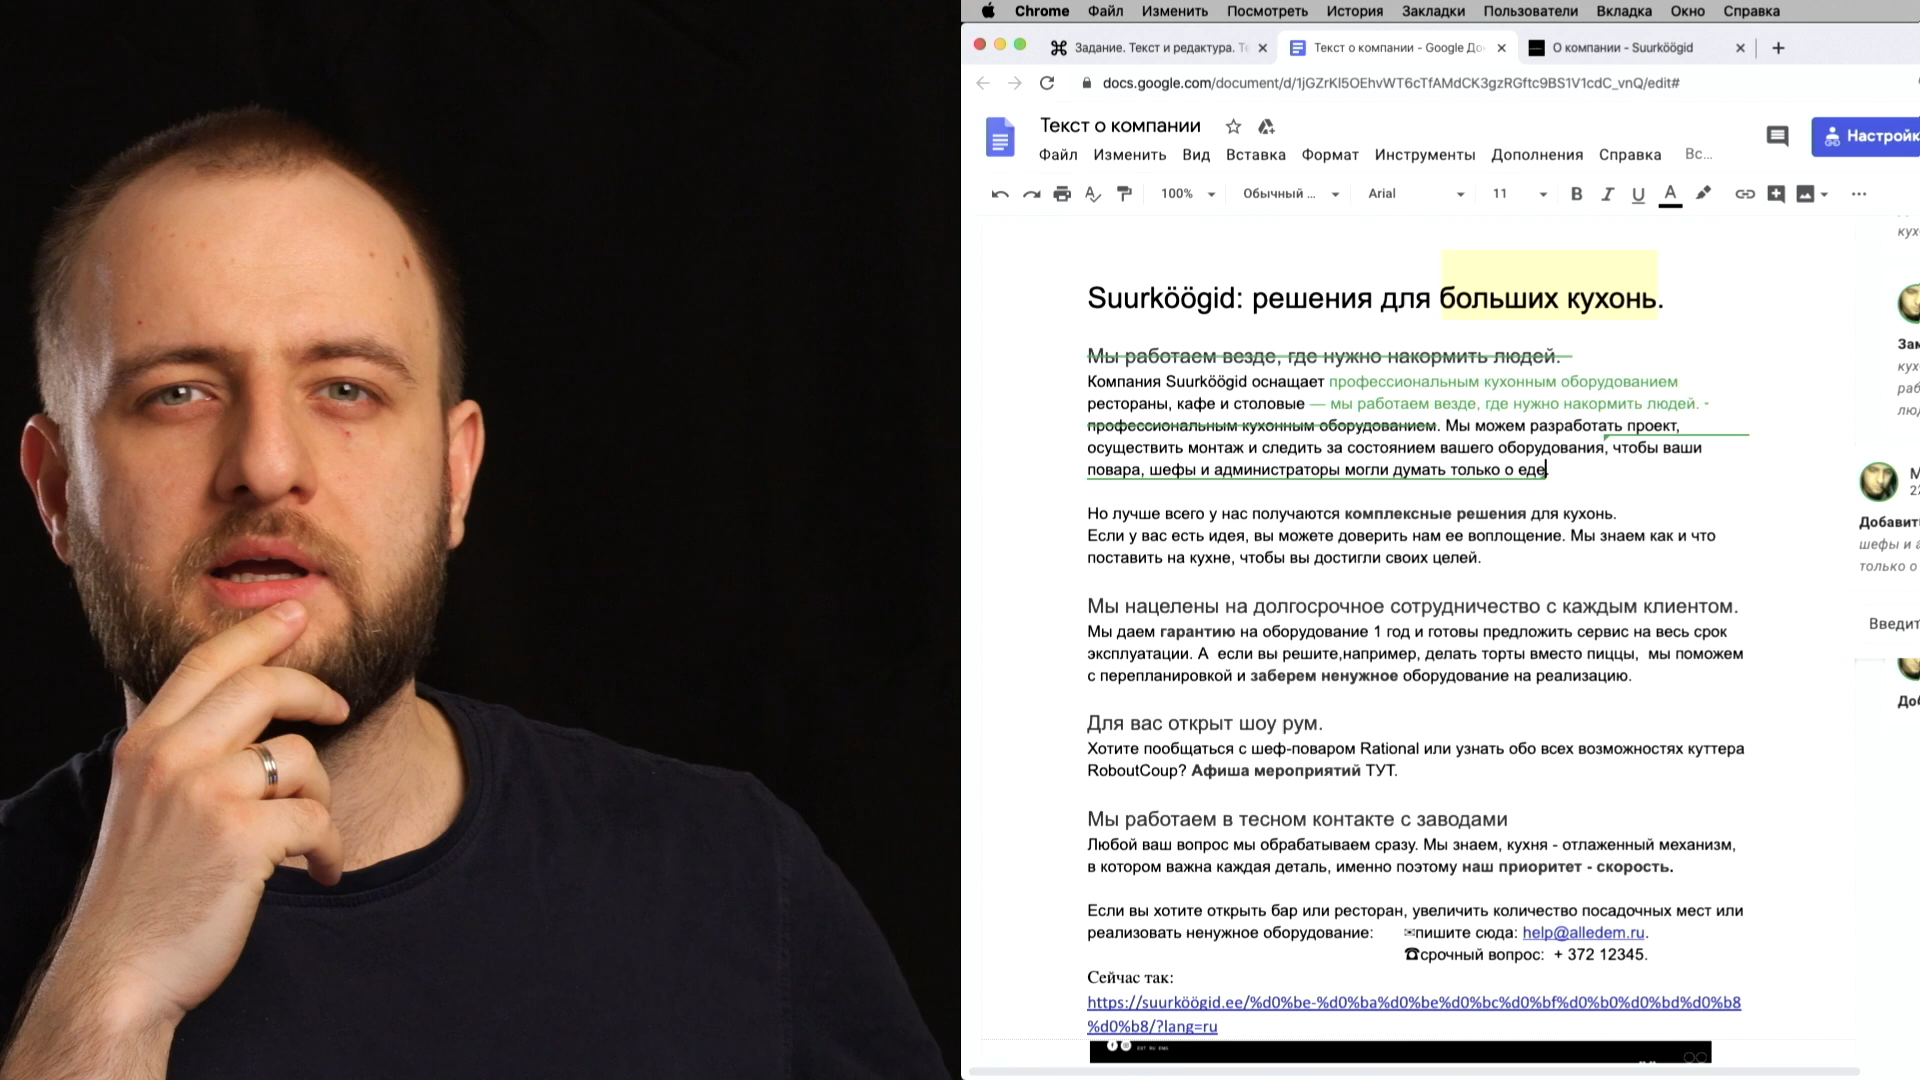 Chrome Файл Изменить Посмотреть История Закладки Пользователи Вкладка Окно Справка
Задание. Текст и редактура. Текст о компании - Google До О компании - Suurköögid
docs.google.com/document/d/1jGZrKl5OEhvWT6cTfAMdCK3gzRGftc9BS1V1cdC_vnQ/edit#
Текст о компании
Файл Изменить Вид Вставка Формат Инструменты Дополнения Справка Вс...
Настройк
100% Обычный ... Arial 11 B I U A
Suurköögid: решения для больших кухонь.
Мы работаем везде, где нужно накормить людей.
Компания Suurköögid оснащает профессиональным кухонным оборудованием
рестораны, кафе и столовые — мы работаем везде, где нужно накормить людей. -
профессиональным кухонным оборудованием. Мы можем разработать проект,
осуществить монтаж и следить за состоянием вашего оборудования, чтобы ваши
повара, шефы и администраторы могли думать только о еде.
Но лучше всего у нас получаются комплексные решения для кухонь.
Если у вас есть идея, вы можете доверить нам ее воплощение. Мы знаем как и что
поставить на кухне, чтобы вы достигли своих целей.
Мы нацелены на долгосрочное сотрудничество с каждым клиентом.
Мы даем гарантию на оборудование 1 год и готовы предложить сервис на весь срок
эксплуатации. А если вы решите,например, делать торты вместо пиццы, мы поможем
с перепланировкой и заберем ненужное оборудование на реализацию.
Для вас открыт шоу рум.
Хотите пообщаться с шеф-поваром Rational или узнать обо всех возможностях куттера
RoboutCoup? Афиша мероприятий ТУТ.
Мы работаем в тесном контакте с заводами
Любой ваш вопрос мы обрабатываем сразу. Мы знаем, кухня - отлаженный механизм,
в котором важна каждая деталь, именно поэтому наш приоритет - скорость.
Если вы хотите открыть бар или ресторан, увеличить количество посадочных мест или
реализовать ненужное оборудование: ✉пишите сюда: help@alledem.ru.
☎срочный вопрос: + 372 12345.
Сейчас так:
https://suurköögid.ee/%d0%be-%d0%ba%d0%be%d0%bc%d0%bf%d0%b0%d0%bd%d0%b8
%d0%b8/?lang=ru
кух
Зам
кух
раб
лю
М
22
Добавит
шефы и а
только о
Введит
Доб